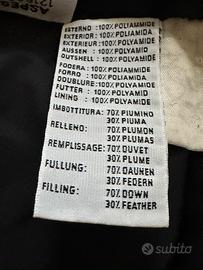 ESTERNO : 100% POLIAMMIDE
EXTERIOR : 100% POLIAMIDA
EXTERIEUR : 100% POLYAMIDE
AUSSEN : 100% POLYAMID
OUTSHELL : 100% POLYAMIDE
FODERA : 100% POLIAMMIDE
FORRO : 100% POLIAMIDA
DOUBLURE : 100% POLYAMIDE
FUTTER : 100% POLYAMID
LINING : 100% POLYAMIDE
IMBOTTITURA: 70% PIUMINO
30% PIUMA
RELLENO: 70% PLUMON
30% PLUMAS
REMPLISSAGE: 70% DUVET
30% PLUME
FULLUNG: 70% DAUNEN
30% FEDERN
FILLING: 70% DOWN
30% FEATHER
subito